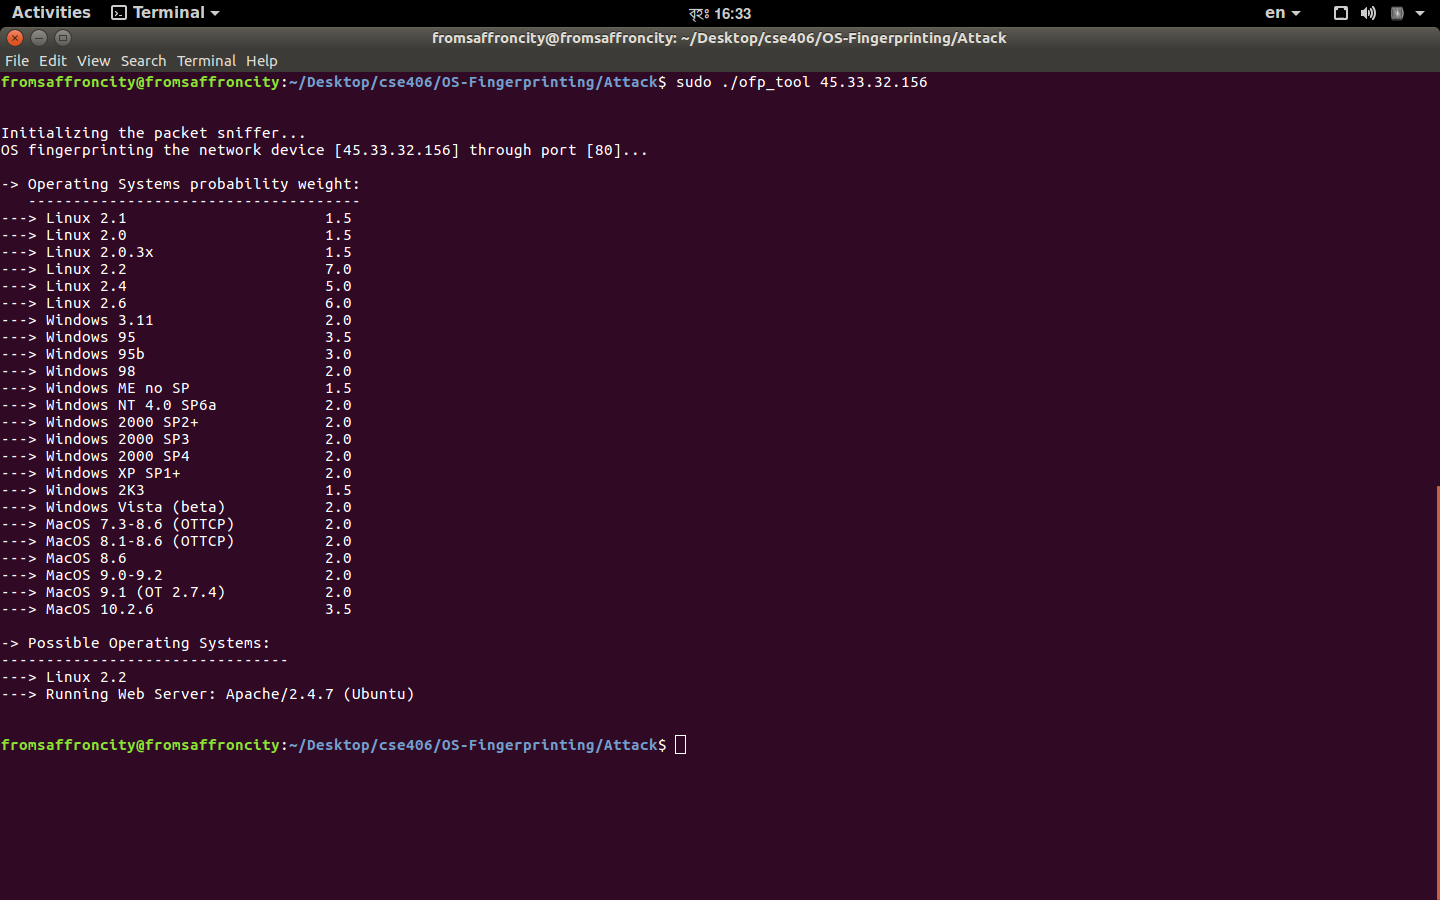 Activities Terminal বৃহঃ 16:33 en
fromsaffroncity@fromsaffroncity: ~/Desktop/cse406/OS-Fingerprinting/Attack
File Edit View Search Terminal Help
fromsaffroncity@fromsaffroncity:~/Desktop/cse406/OS-Fingerprinting/Attack$ sudo ./ofp_tool 45.33.32.156
Initializing the packet sniffer...
OS fingerprinting the network device [45.33.32.156] through port [80]...
-> Operating Systems probability weight:
-------------------------------------
---> Linux 2.1 1.5
---> Linux 2.0 1.5
---> Linux 2.0.3x 1.5
---> Linux 2.2 7.0
---> Linux 2.4 5.0
---> Linux 2.6 6.0
---> Windows 3.11 2.0
---> Windows 95 3.5
---> Windows 95b 3.0
---> Windows 98 2.0
---> Windows ME no SP 1.5
---> Windows NT 4.0 SP6a 2.0
---> Windows 2000 SP2+ 2.0
---> Windows 2000 SP3 2.0
---> Windows 2000 SP4 2.0
---> Windows XP SP1+ 2.0
---> Windows 2K3 1.5
---> Windows Vista (beta) 2.0
---> MacOS 7.3-8.6 (OTTCP) 2.0
---> MacOS 8.1-8.6 (OTTCP) 2.0
---> MacOS 8.6 2.0
---> MacOS 9.0-9.2 2.0
---> MacOS 9.1 (OT 2.7.4) 2.0
---> MacOS 10.2.6 3.5
-> Possible Operating Systems:
--------------------------------
---> Linux 2.2
---> Running Web Server: Apache/2.4.7 (Ubuntu)
fromsaffroncity@fromsaffroncity:~/Desktop/cse406/OS-Fingerprinting/Attack$